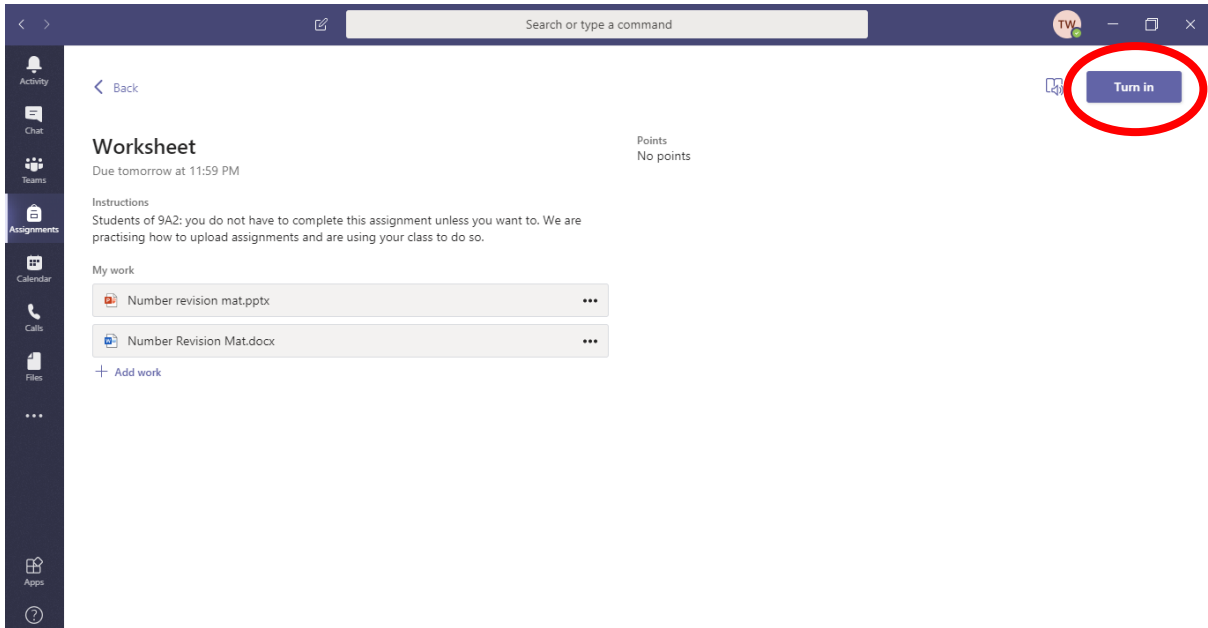 Search or type a command
TW
Activity
Chat
Teams
Assignments
Calendar
Calls
Files
Apps
Back
Turn in
Worksheet
Due tomorrow at 11:59 PM
Points
No points
Instructions
Students of 9A2: you do not have to complete this assignment unless you want to. We are
practising how to upload assignments and are using your class to do so.
My work
Number revision mat.pptx
Number Revision Mat.docx
Add work